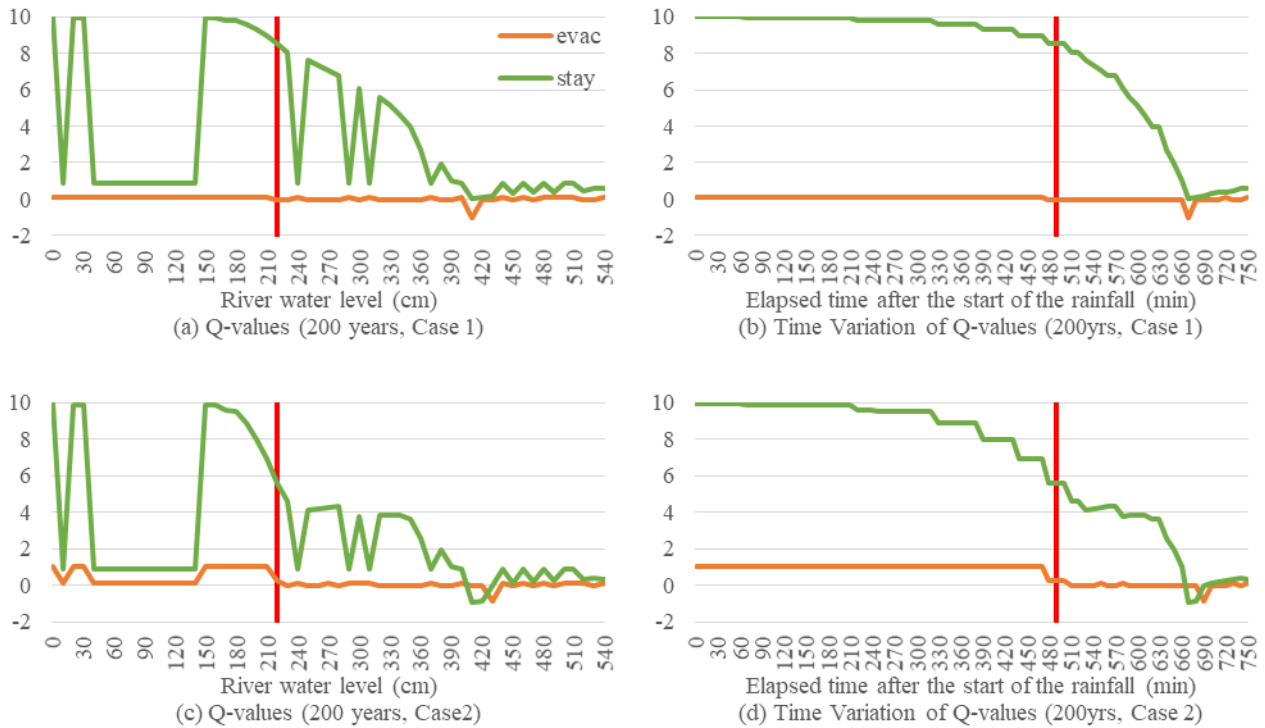 10
8
6
4
2
0
-2
evac
stay
0 30 60 90 120 150 180 210 240 270 300 330 360 390 420 450 480 510 540
River water level (cm)
(a) Q-values (200 years, Case 1)
10
8
6
4
2
0
-2
0 30 60 90 120 150 180 210 240 270 300 330 360 390 420 450 480 510 540 570 600 630 660 690 720 750
Elapsed time after the start of the rainfall (min)
(b) Time Variation of Q-values (200yrs, Case 1)
10
8
6
4
2
0
-2
0 30 60 90 120 150 180 210 240 270 300 330 360 390 420 450 480 510 540
River water level (cm)
(c) Q-values (200 years, Case2)
10
8
6
4
2
0
-2
0 30 60 90 120 150 180 210 240 270 300 330 360 390 420 450 480 510 540 570 600 630 660 690 720 750
Elapsed time after the start of the rainfall (min)
(d) Time Variation of Q-values (200yrs, Case 2)